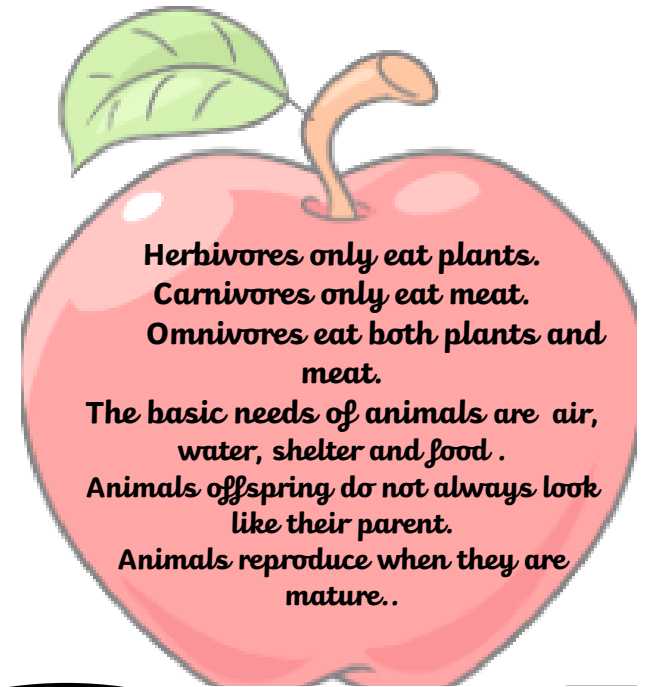 Herbivores only eat plants.
Carnivores only eat meat.
Omnivores eat both plants and
meat.
The basic needs of animals are  air,
water, shelter and food .
Animals offspring do not always look
like their parent.
Animals reproduce when they are
mature..